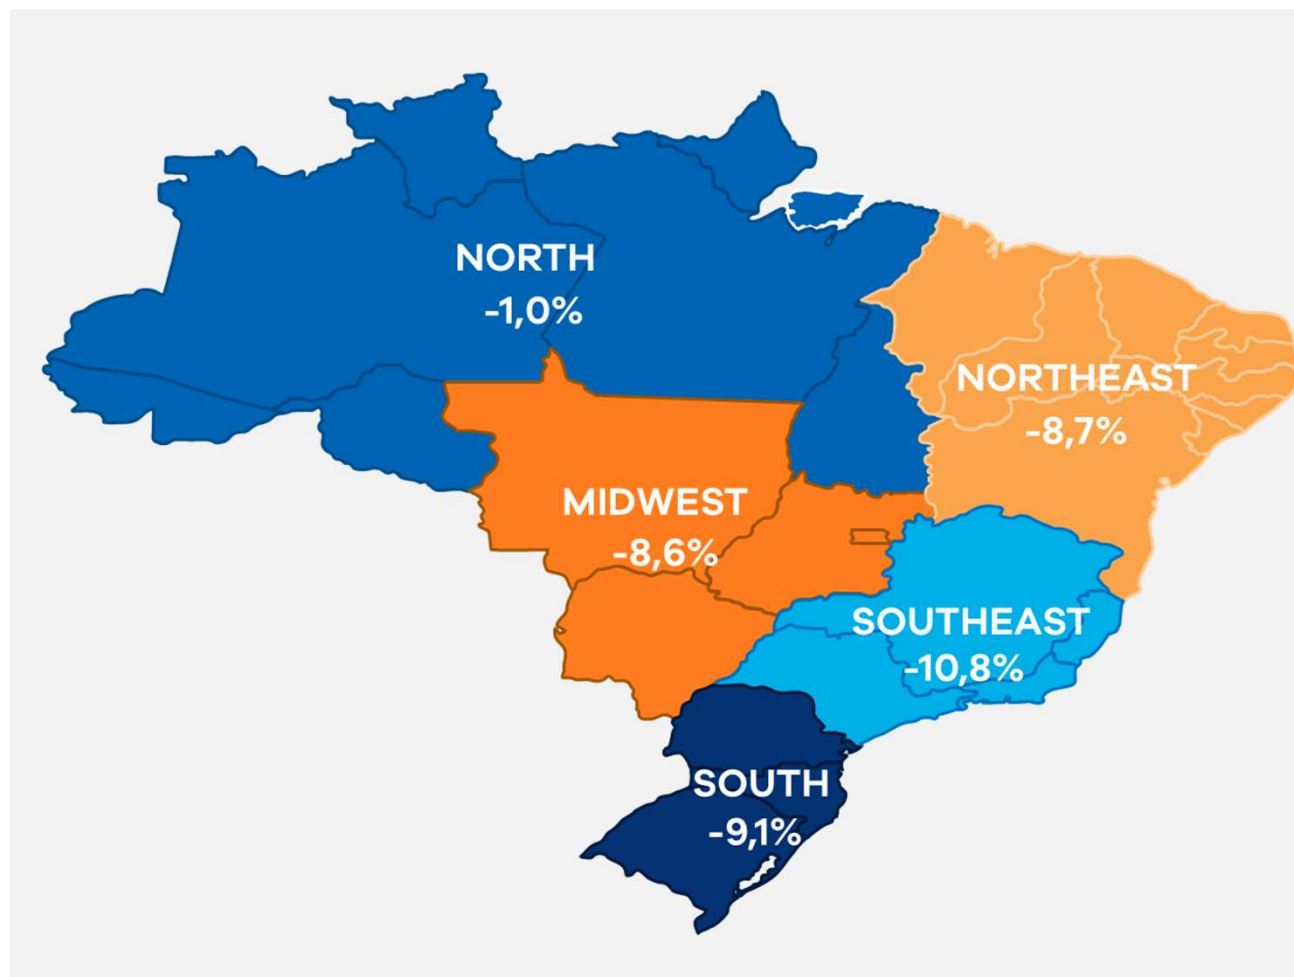 NORTH
-1,0%
NORTHEAST
-8,7%
MIDWEST
-8,6%
SOUTHEAST
-10,8%
SOUTH
-9,1%